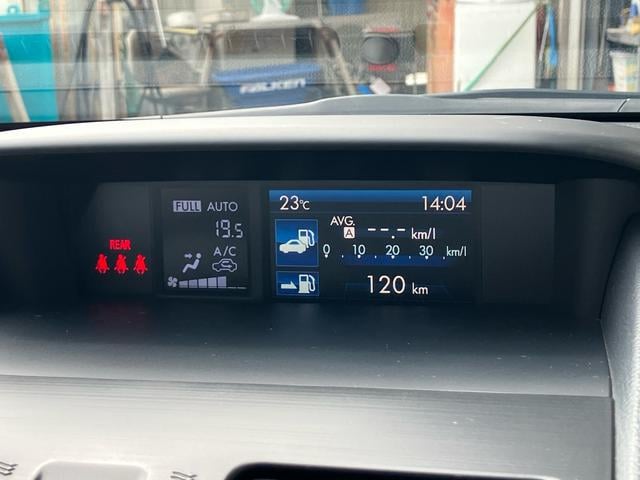 FALKEN
FULL AUTO
19.5
A/C
REAR
23℃ 14:04
AVG.
A --.- km/l
0 10 20 30 km/l
120 km